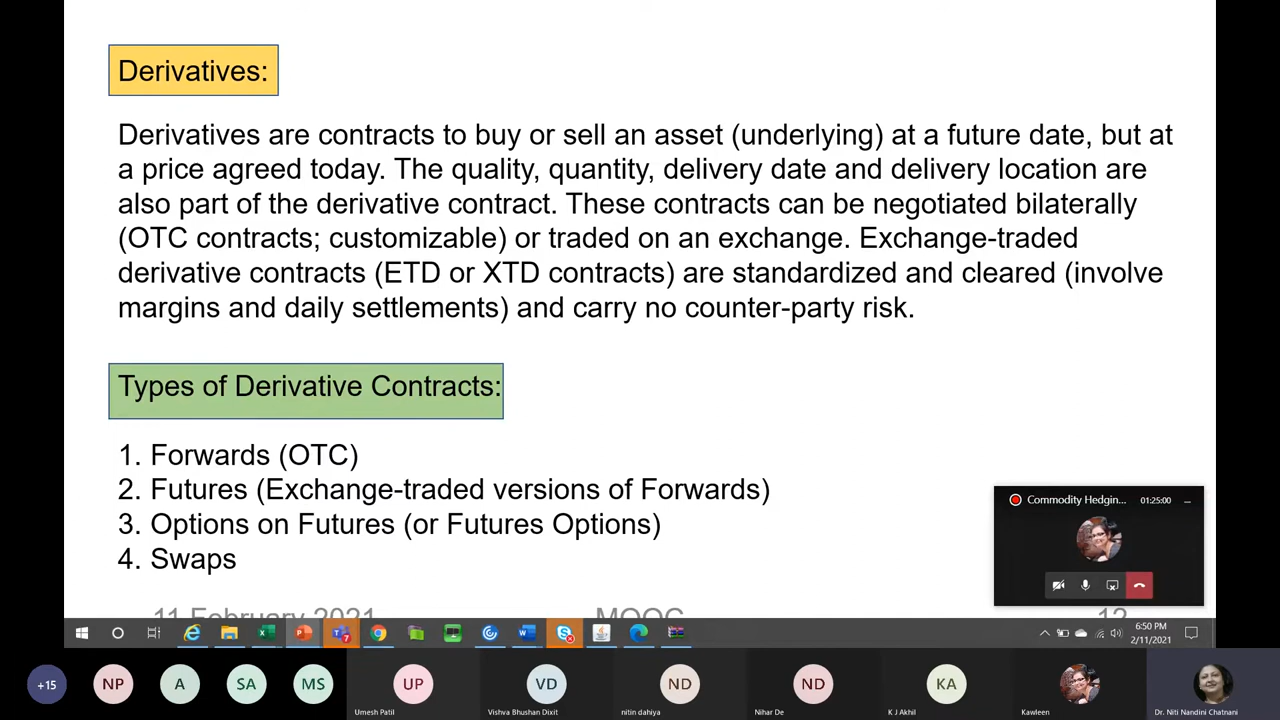 Derivatives:
Derivatives are contracts to buy or sell an asset (underlying) at a future date, but at
a price agreed today. The quality, quantity, delivery date and delivery location are
also part of the derivative contract. These contracts can be negotiated bilaterally
(OTC contracts; customizable) or traded on an exchange. Exchange-traded
derivative contracts (ETD or XTD contracts) are standardized and cleared (involve
margins and daily settlements) and carry no counter-party risk.
Types of Derivative Contracts:
1. Forwards (OTC)
2. Futures (Exchange-traded versions of Forwards)
3. Options on Futures (or Futures Options)
4. Swaps
Commodity Hedgin... 01:25:00
11 February 2021 MOOC 12
6:50 PM
2/11/2021
+15 NP A SA MS UP VD ND ND KA
Umesh Patil Vishva Bhushan Dixit nitin dahiya Nihar De K J Akhil Kawleen Dr. Niti Nandini Chatnani